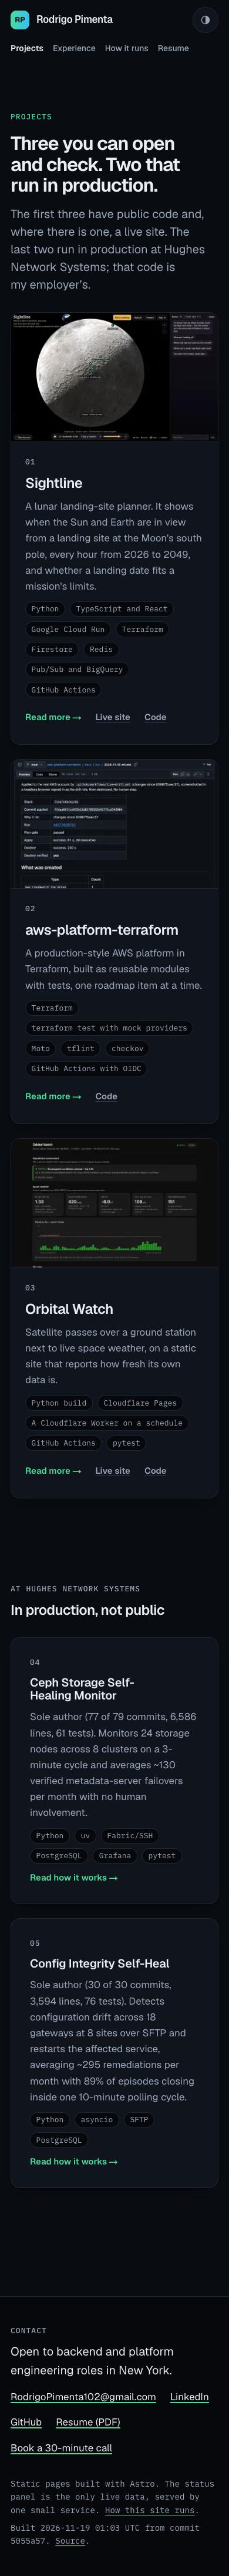 RP Rodrigo Pimenta
Projects Experience How it runs Resume
PROJECTS
Three you can open
and check. Two that
run in production.
The first three have public code and,
where there is one, a live site. The
last two run in production at Hughes
Network Systems; that code is
my employer's.
Sightline
01
Sightline
A lunar landing-site planner. It shows
when the Sun and Earth are in view
from a landing site at the Moon's south
pole, every hour from 2026 to 2049,
and whether a landing date fits a
mission's limits.
Python TypeScript and React
Google Cloud Run Terraform
Firestore Redis
Pub/Sub and BigQuery
GitHub Actions
Read more → Live site Code
What was created
02
aws-platform-terraform
A production-style AWS platform in
Terraform, built as reusable modules
with tests, one roadmap item at a time.
Terraform
terraform test with mock providers
Moto tflint checkov
GitHub Actions with OIDC
Read more → Code
Orbital Watch
03
Orbital Watch
Satellite passes over a ground station
next to live space weather, on a static
site that reports how fresh its own
data is.
Python build Cloudflare Pages
A Cloudflare Worker on a schedule
GitHub Actions pytest
Read more → Live site Code
AT HUGHES NETWORK SYSTEMS
In production, not public
04
Ceph Storage Self-
Healing Monitor
Sole author (77 of 79 commits, 6,586
lines, 61 tests). Monitors 24 storage
nodes across 8 clusters on a 3-
minute cycle and averages ~130
verified metadata-server failovers
per month with no human
involvement.
Python uv Fabric/SSH
PostgreSQL Grafana pytest
Read how it works →
05
Config Integrity Self-Heal
Sole author (30 of 30 commits,
3,594 lines, 76 tests). Detects
configuration drift across 18
gateways at 8 sites over SFTP and
restarts the affected service,
averaging ~295 remediations per
month with 89% of episodes closing
inside one 10-minute polling cycle.
Python asyncio SFTP
PostgreSQL
Read how it works →
CONTACT
Open to backend and platform
engineering roles in New York.
RodrigoPimenta102@gmail.com LinkedIn
GitHub Resume (PDF)
Book a 30-minute call
Static pages built with Astro. The status
panel is the only live data, served by
one small service. How this site runs.
Built 2026-11-19 01:03 UTC from commit
5055a57. Source.